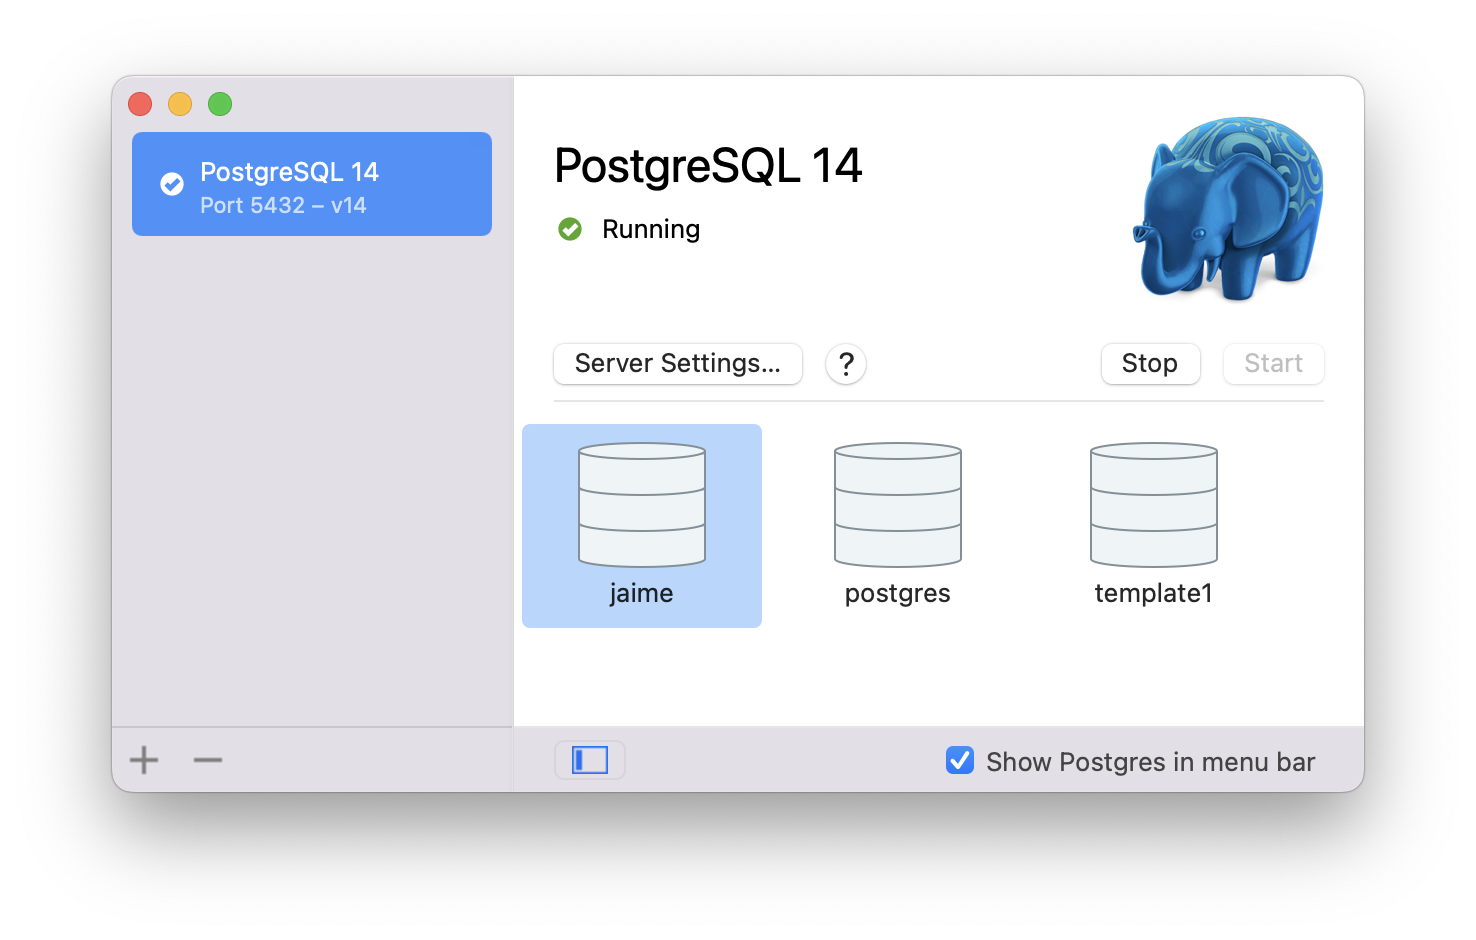 PostgreSQL 14
Port 5432 – v14
PostgreSQL 14
Running
Server Settings...
?
Stop
Start
jaime
postgres
template1
Show Postgres in menu bar